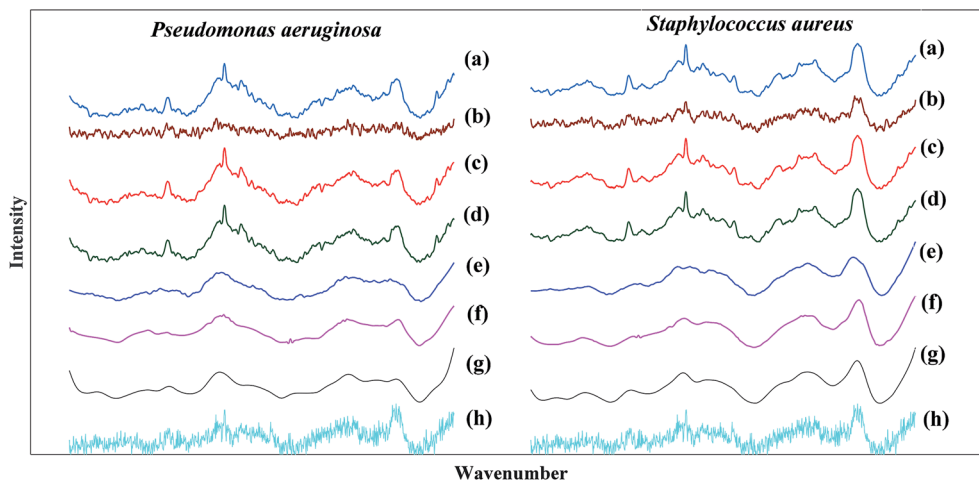 Pseudomonas aeruginosa
Staphylococcus aureus
(a)
(b)
(c)
(d)
(e)
(f)
(g)
(h)
(a)
(b)
(c)
(d)
(e)
(f)
(g)
(h)
Intensity
Wavenumber